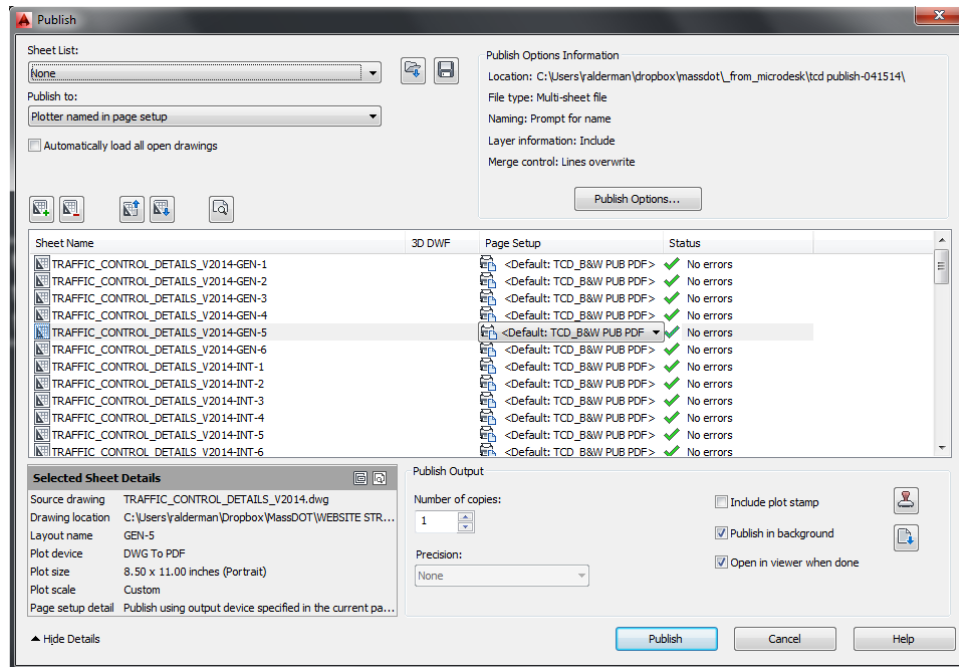 Publish
Sheet List:
None
Publish to:
Plotter named in page setup
Automatically load all open drawings
Publish Options Information
Location: C:\Users\ralderman\dropbox\massdot\_from_microdesk\tcd publish-041514\
File type: Multi-sheet file
Naming: Prompt for name
Layer information: Include
Merge control: Lines overwrite
Publish Options...
Sheet Name 3D DWF Page Setup Status
TRAFFIC_CONTROL_DETAILS_V2014-GEN-1 <Default: TCD_B&W PUB PDF> No errors
TRAFFIC_CONTROL_DETAILS_V2014-GEN-2 <Default: TCD_B&W PUB PDF> No errors
TRAFFIC_CONTROL_DETAILS_V2014-GEN-3 <Default: TCD_B&W PUB PDF> No errors
TRAFFIC_CONTROL_DETAILS_V2014-GEN-4 <Default: TCD_B&W PUB PDF> No errors
TRAFFIC_CONTROL_DETAILS_V2014-GEN-5 <Default: TCD_B&W PUB PDF No errors
TRAFFIC_CONTROL_DETAILS_V2014-GEN-6 <Default: TCD_B&W PUB PDF> No errors
TRAFFIC_CONTROL_DETAILS_V2014-INT-1 <Default: TCD_B&W PUB PDF> No errors
TRAFFIC_CONTROL_DETAILS_V2014-INT-2 <Default: TCD_B&W PUB PDF> No errors
TRAFFIC_CONTROL_DETAILS_V2014-INT-3 <Default: TCD_B&W PUB PDF> No errors
TRAFFIC_CONTROL_DETAILS_V2014-INT-4 <Default: TCD_B&W PUB PDF> No errors
TRAFFIC_CONTROL_DETAILS_V2014-INT-5 <Default: TCD_B&W PUB PDF> No errors
TRAFFIC_CONTROL_DETAILS_V2014-INT-6 <Default: TCD_B&W PUB PDF> No errors
Selected Sheet Details
Source drawing TRAFFIC_CONTROL_DETAILS_V2014.dwg
Drawing location C:\Users\ralderman\Dropbox\MassDOT\WEBSITE STR...
Layout name GEN-5
Plot device DWG To PDF
Plot size 8.50 x 11.00 inches (Portrait)
Plot scale Custom
Page setup detail Publish using output device specified in the current pa...
Publish Output
Number of copies:
1
Precision:
None
Include plot stamp
Publish in background
Open in viewer when done
Hide Details
Publish Cancel Help